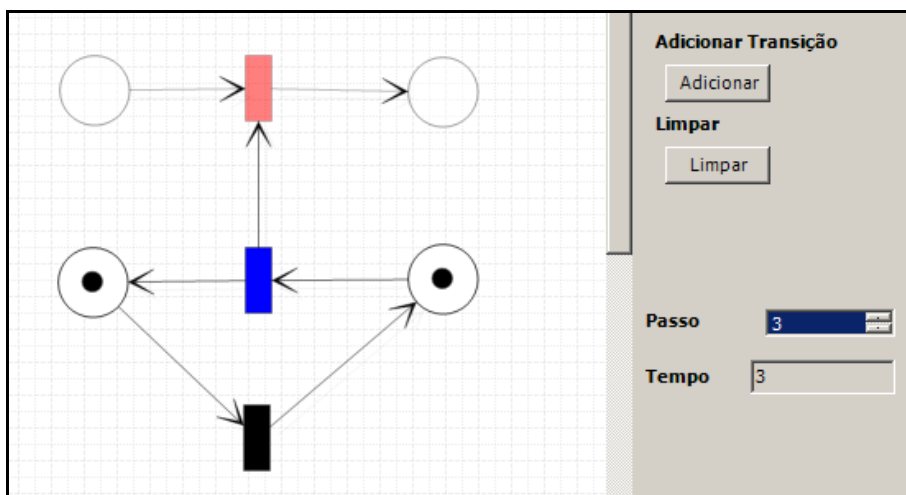 Adicionar Transição
Adicionar
Limpar
Limpar
Passo 3
Tempo 3